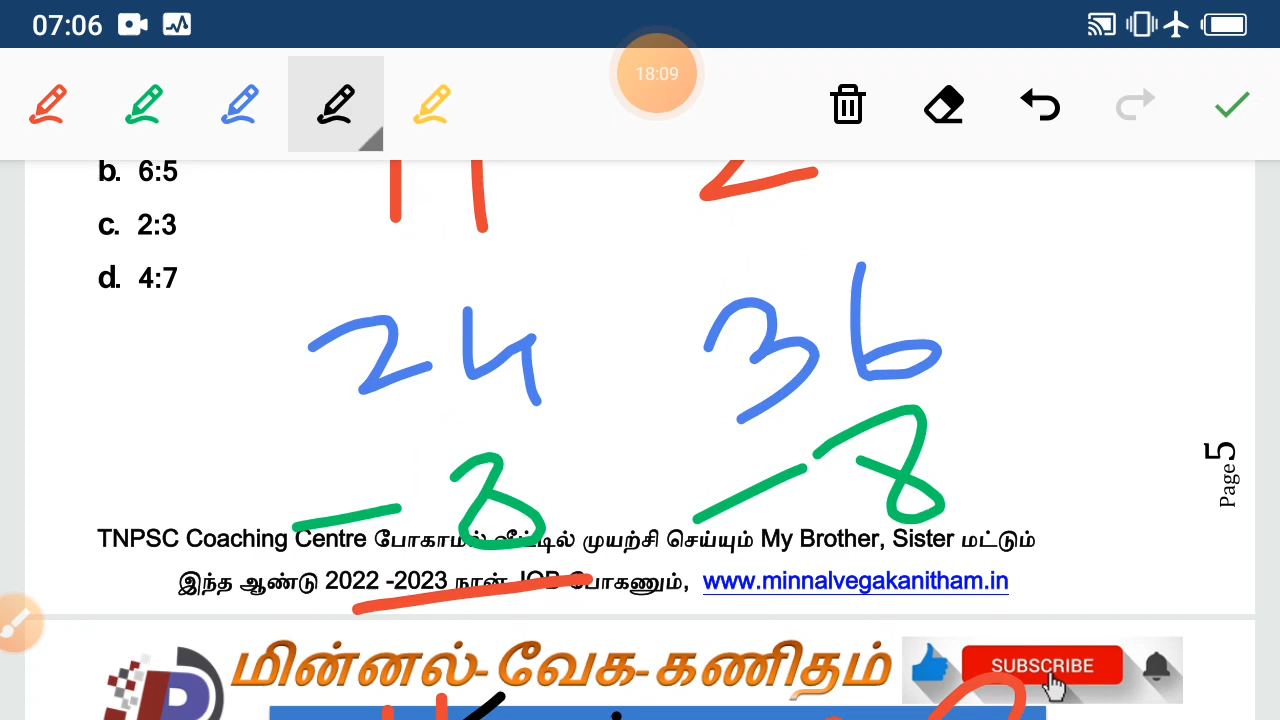 07:06
18:09
b. 6:5
c. 2:3
d. 4:7
24 36
- 8 - 8
Page 5
TNPSC Coaching Centre போகாமல் வீட்டில் முயற்சி செய்யும் My Brother, Sister மட்டும்
இந்த ஆண்டு 2022 -2023 நான் JOB போகணும், www.minnalvegakanitham.in
மின்னல்-வேக-கணிதம்
SUBSCRIBE